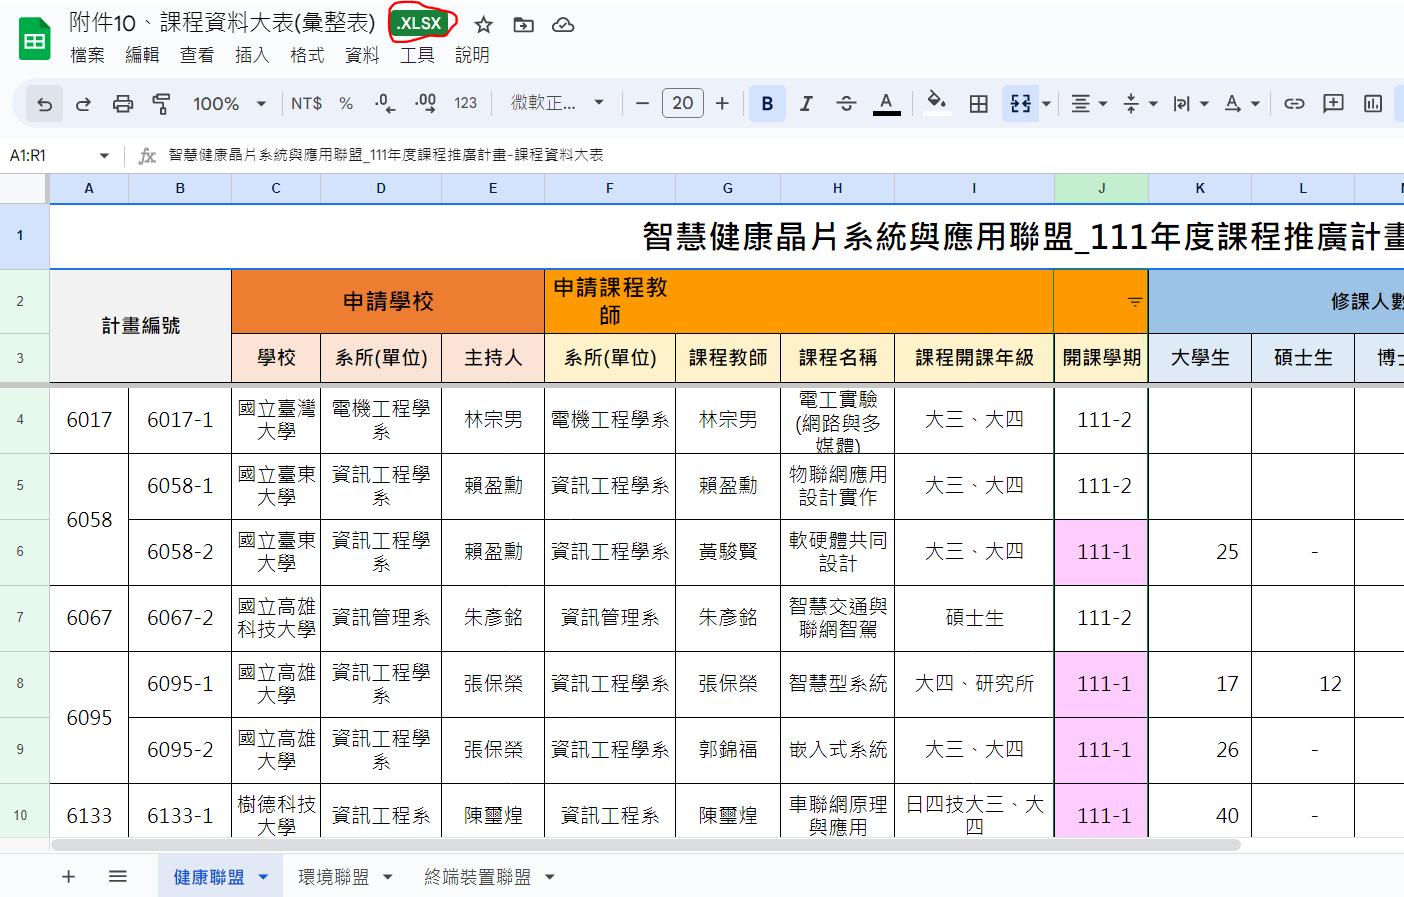 附件10、課程資料大表(彙整表) .XLSX
檔案 編輯 查看 插入 格式 資料 工具 說明
100% NT$ % .0 .00 123 微軟正... 20 B I A A
A1:R1 fx 智慧健康晶片系統與應用聯盟_111年度課程推廣計畫-課程資料大表
A B C D E F G H I J K L
1 智慧健康晶片系統與應用聯盟_111年度課程推廣計畫
2 計畫編號 申請學校 申請課程教師 修課人數
3 學校 系所(單位) 主持人 系所(單位) 課程教師 課程名稱 課程開課年級 開課學期 大學生 碩士生
4 6017 6017-1 國立臺灣大學 電機工程學系 林宗男 電機工程學系 林宗男 電工實驗(網路與多媒體) 大三、大四 111-2
5 6058 6058-1 國立臺東大學 資訊工程學系 賴盈勳 資訊工程學系 賴盈勳 物聯網應用設計實作 大三、大四 111-2
6 6058-2 國立臺東大學 資訊工程學系 賴盈勳 資訊工程學系 黃駿賢 軟硬體共同設計 大三、大四 111-1 25 -
7 6067 6067-2 國立高雄科技大學 資訊管理系 朱彥銘 資訊管理系 朱彥銘 智慧交通與聯網智駕 碩士生 111-2
8 6095 6095-1 國立高雄大學 資訊工程學系 張保榮 資訊工程學系 張保榮 智慧型系統 大四、研究所 111-1 17 12
9 6095-2 國立高雄大學 資訊工程學系 張保榮 資訊工程學系 郭錦福 嵌入式系統 大三、大四 111-1 26 -
10 6133 6133-1 樹德科技大學 資訊工程系 陳璽煌 資訊工程系 陳璽煌 車聯網原理與應用 日四技大三、大四 111-1 40 -
健康聯盟 環境聯盟 終端裝置聯盟